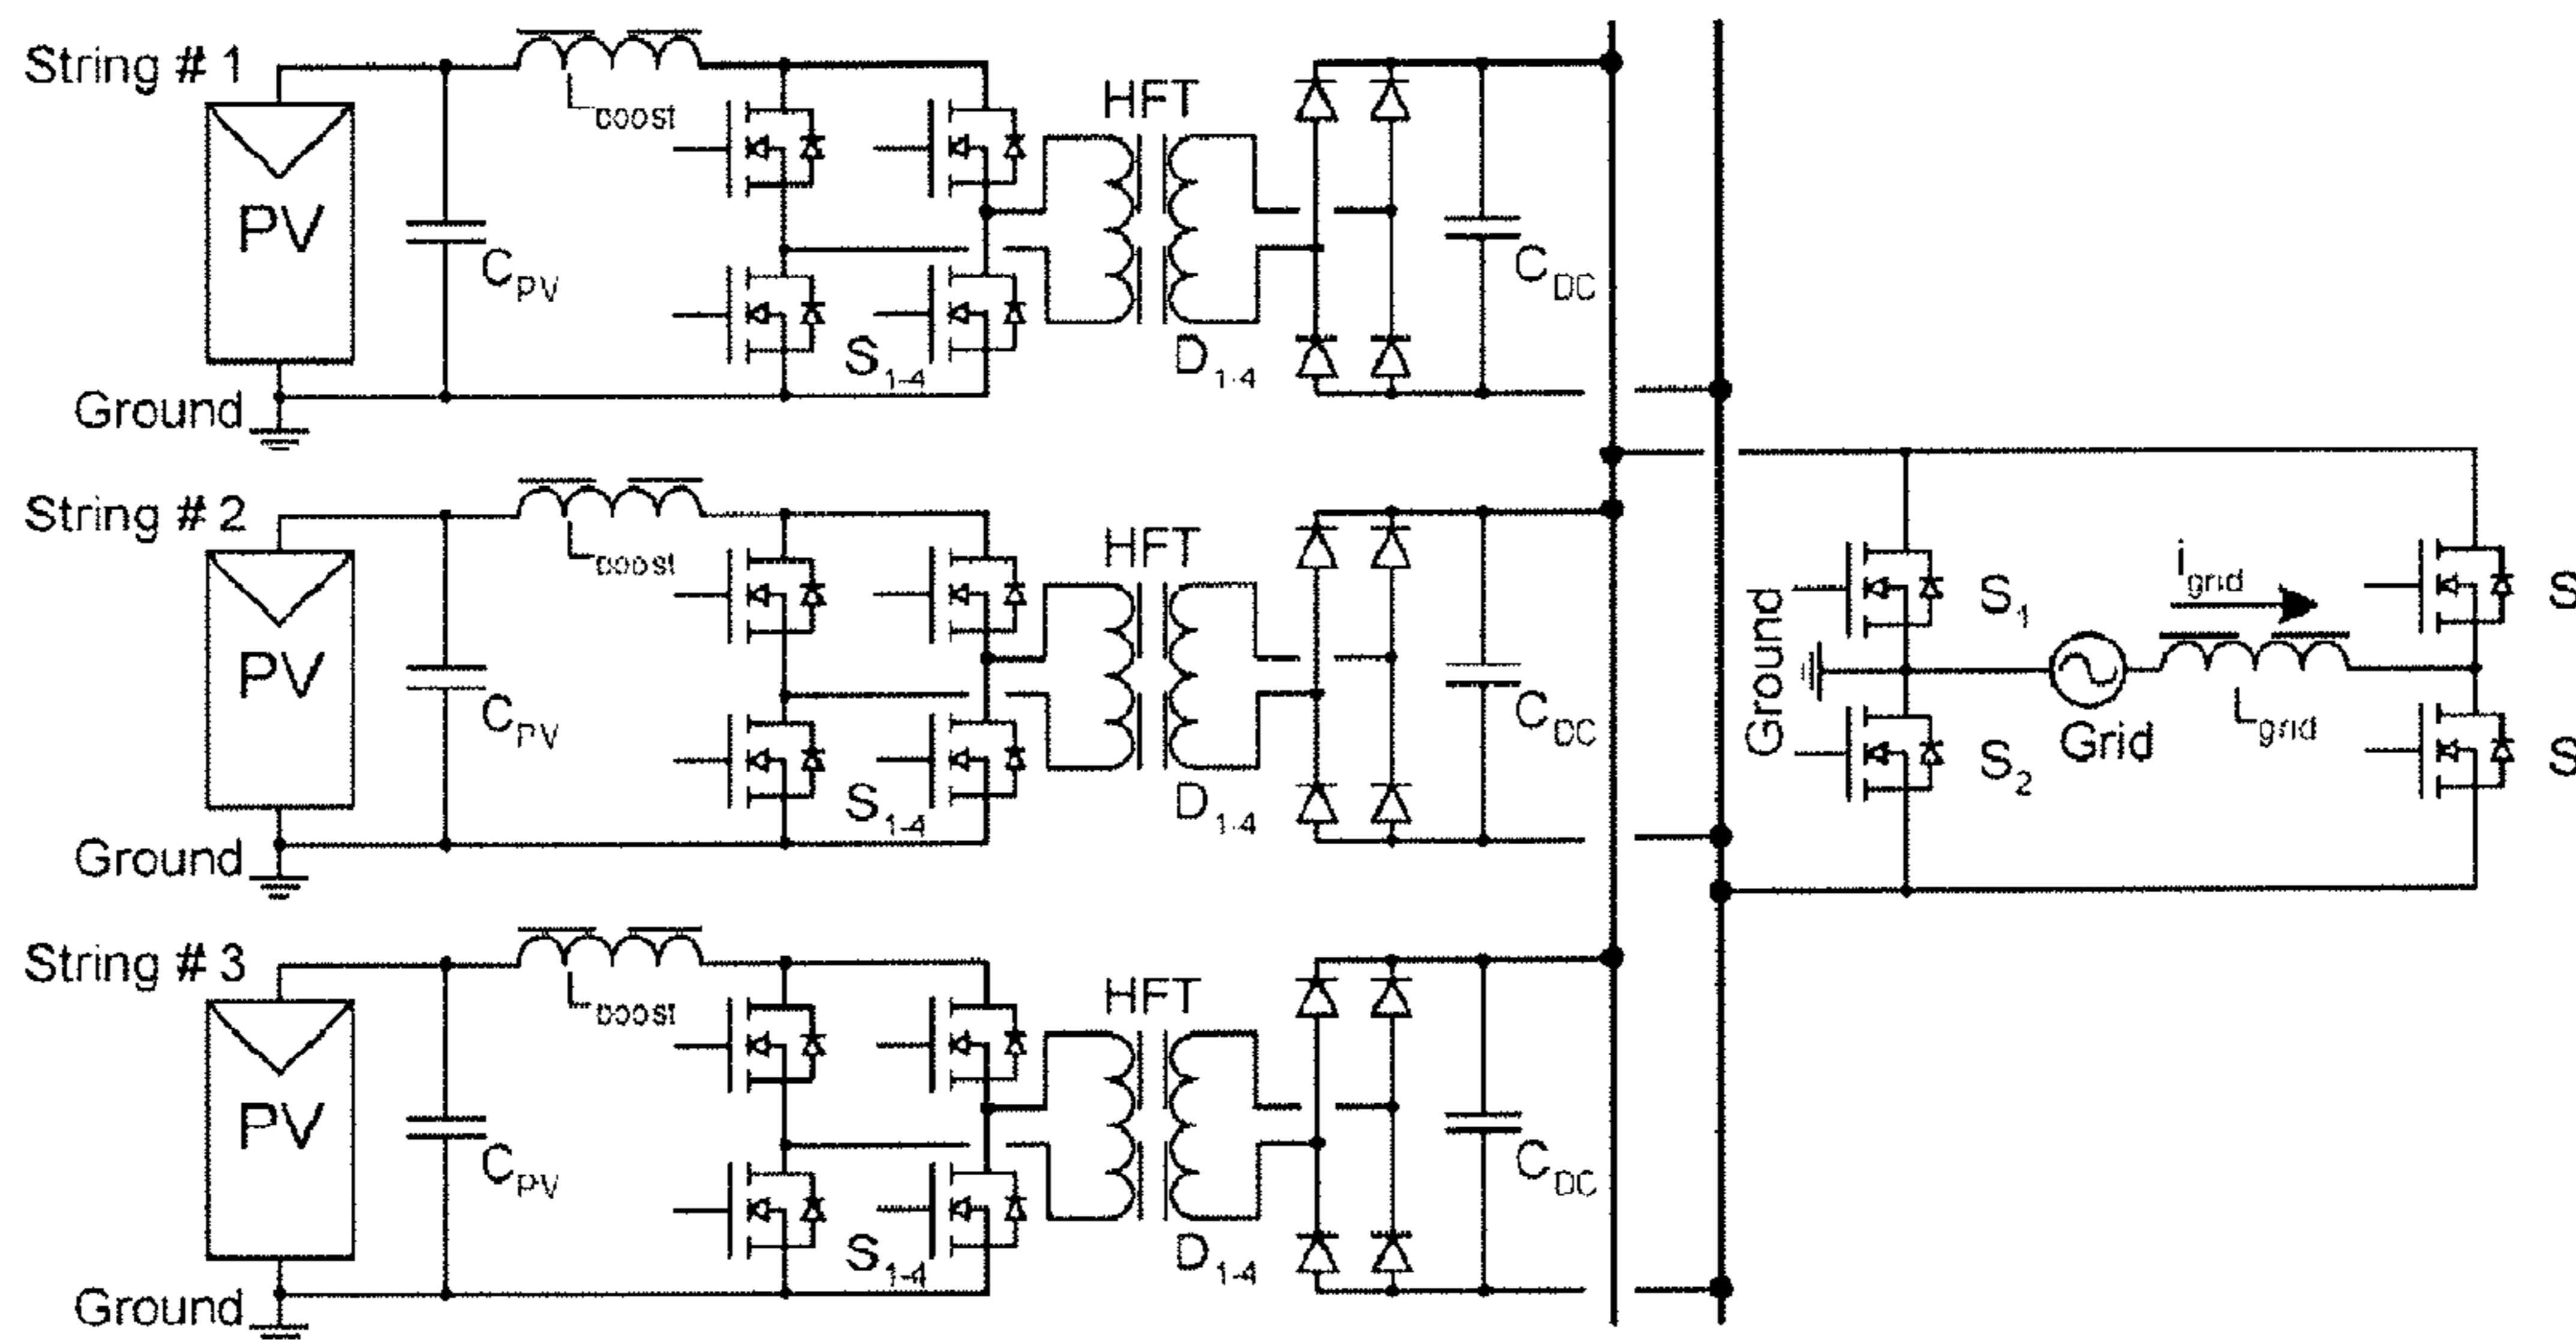 String # 1
L boost
HFT
PV
C PV
S 1-4
D 1-4
C DC
Ground
String # 2
L boost
HFT
PV
C PV
S 1-4
D 1-4
C DC
Ground
Ground
S 1
S 2
i grid
Grid
L grid
S
S
String # 3
L boost
HFT
PV
C PV
S 1-4
D 1-4
C DC
Ground